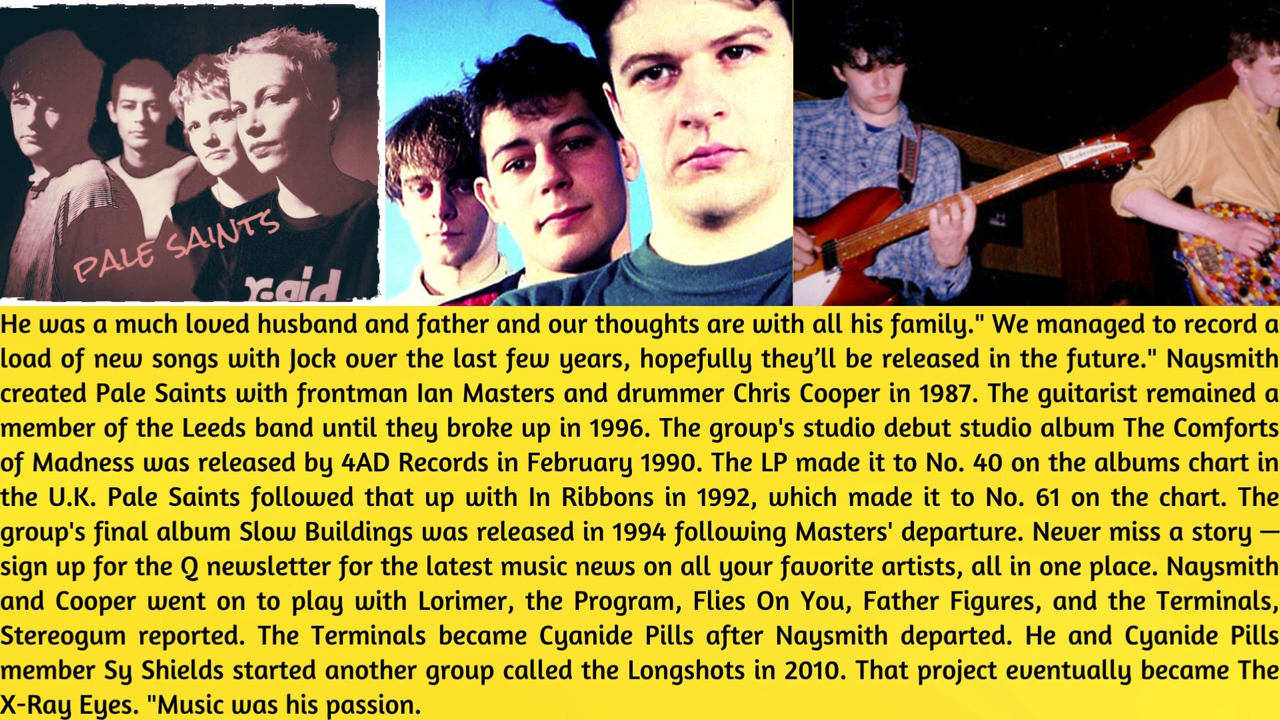 PALE SAINTS
He was a much loved husband and father and our thoughts are with all his family." We managed to record a
load of new songs with Jock over the last few years, hopefully they’ll be released in the future." Naysmith
created Pale Saints with frontman Ian Masters and drummer Chris Cooper in 1987. The guitarist remained a
member of the Leeds band until they broke up in 1996. The group's studio debut studio album The Comforts
of Madness was released by 4AD Records in February 1990. The LP made it to No. 40 on the albums chart in
the U.K. Pale Saints followed that up with In Ribbons in 1992, which made it to No. 61 on the chart. The
group's final album Slow Buildings was released in 1994 following Masters' departure. Never miss a story —
sign up for the Q newsletter for the latest music news on all your favorite artists, all in one place. Naysmith
and Cooper went on to play with Lorimer, the Program, Flies On You, Father Figures, and the Terminals,
Stereogum reported. The Terminals became Cyanide Pills after Naysmith departed. He and Cyanide Pills
member Sy Shields started another group called the Longshots in 2010. That project eventually became The
X-Ray Eyes. "Music was his passion.